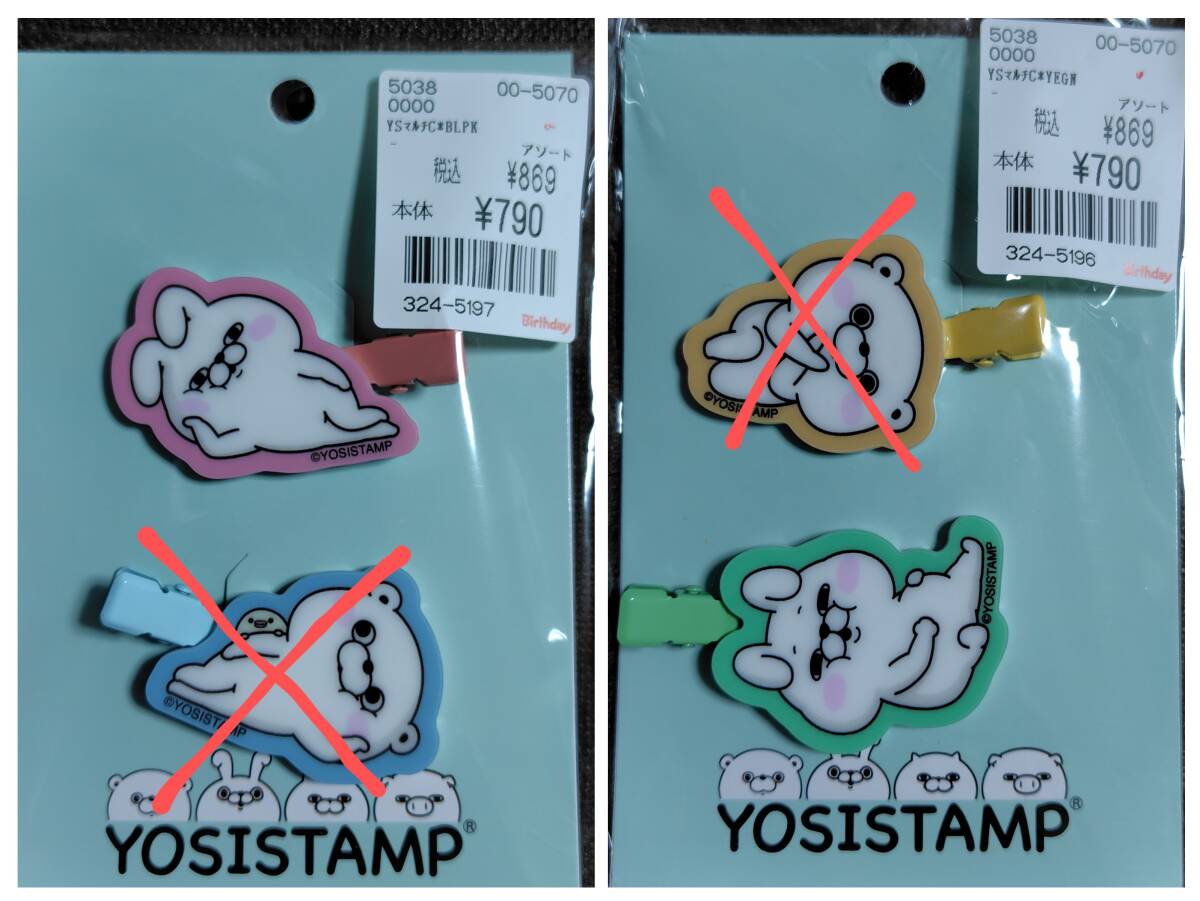 5038 00-5070
0000
YSマルチC*BLPK
-
アソート
税込 ¥869
本体 ¥790
324-5197
Birthday
©YOSISTAMP
©YOSISTAMP
YOSISTAMP®
5038 00-5070
0000
YSマルチC*YEGN
-
アソート
税込 ¥869
本体 ¥790
324-5196
Birthday
©YOSISTAMP
©YOSISTAMP
YOSISTAMP®